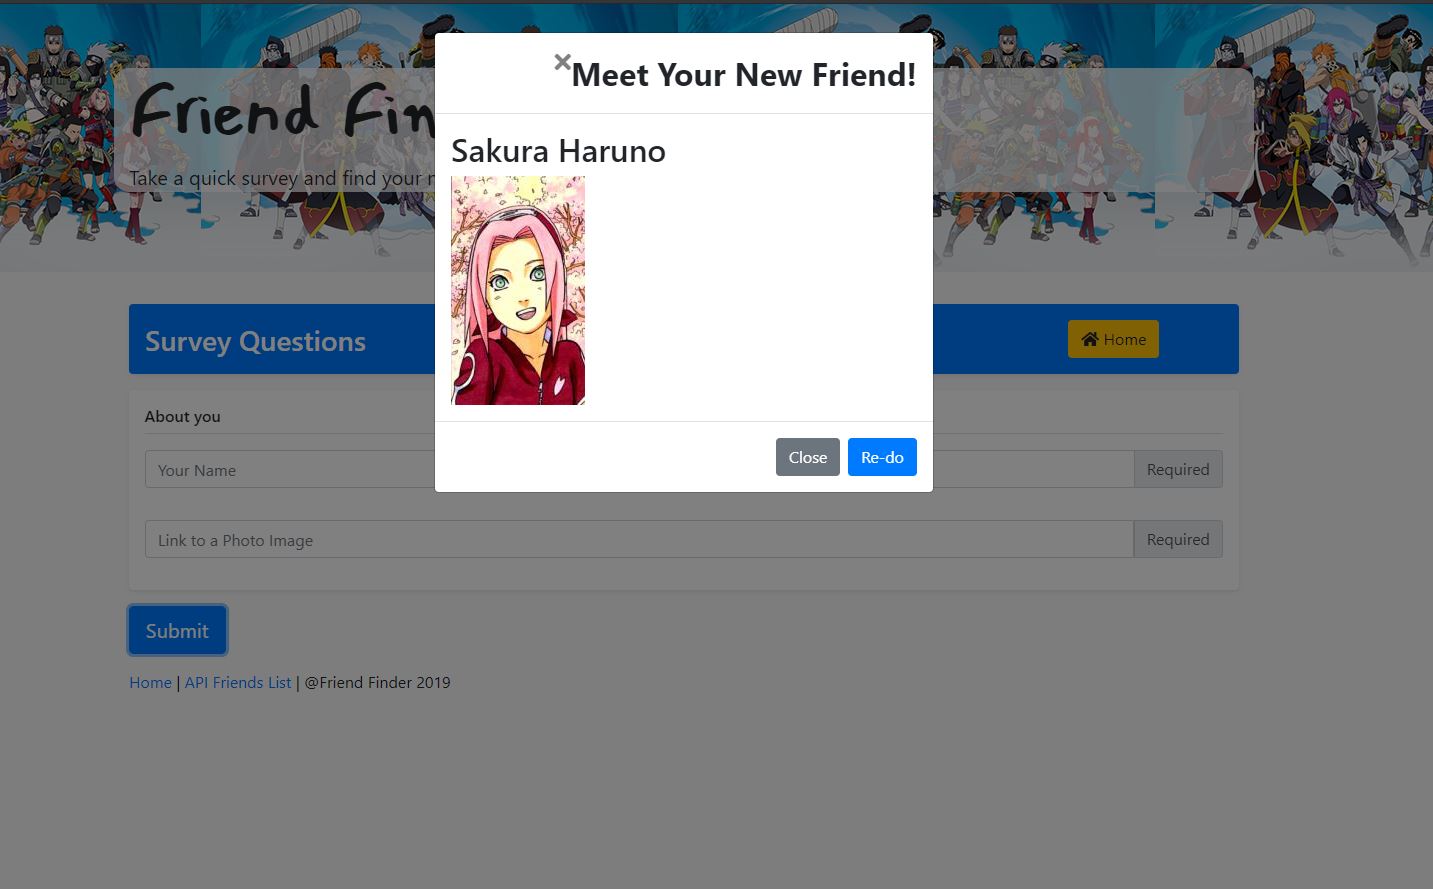 ×
Meet Your New Friend!
Friend Fin
Take a quick survey and find your
Sakura Haruno
Close
Re-do
Survey Questions
Home
About you
Your Name
Required
Link to a Photo Image
Required
Submit
Home | API Friends List | @Friend Finder 2019